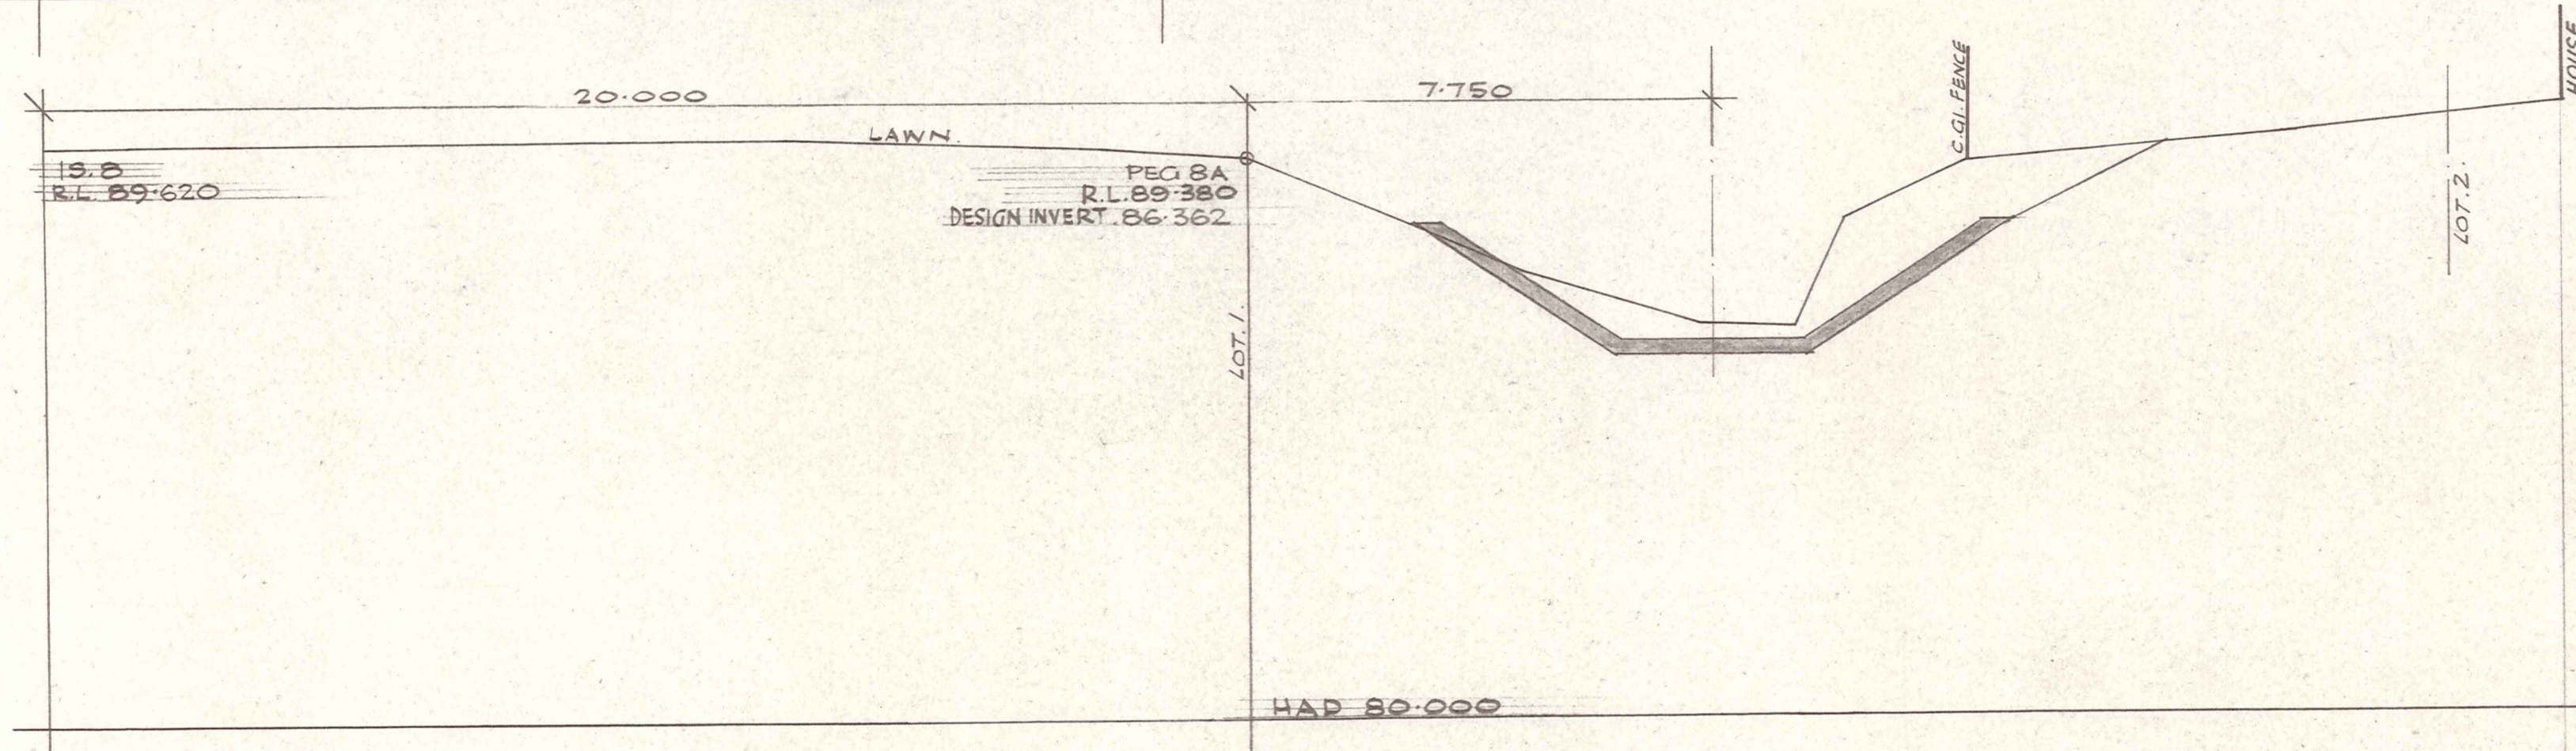 20·000
7·750
C.GI. FENCE
HOUSE
LAWN.
IS.8
R.L. 89·620
PEG 8A
R.L. 89·380
DESIGN INVERT. 86·362
LOT. 1.
LOT. 2.
HAD 80·000